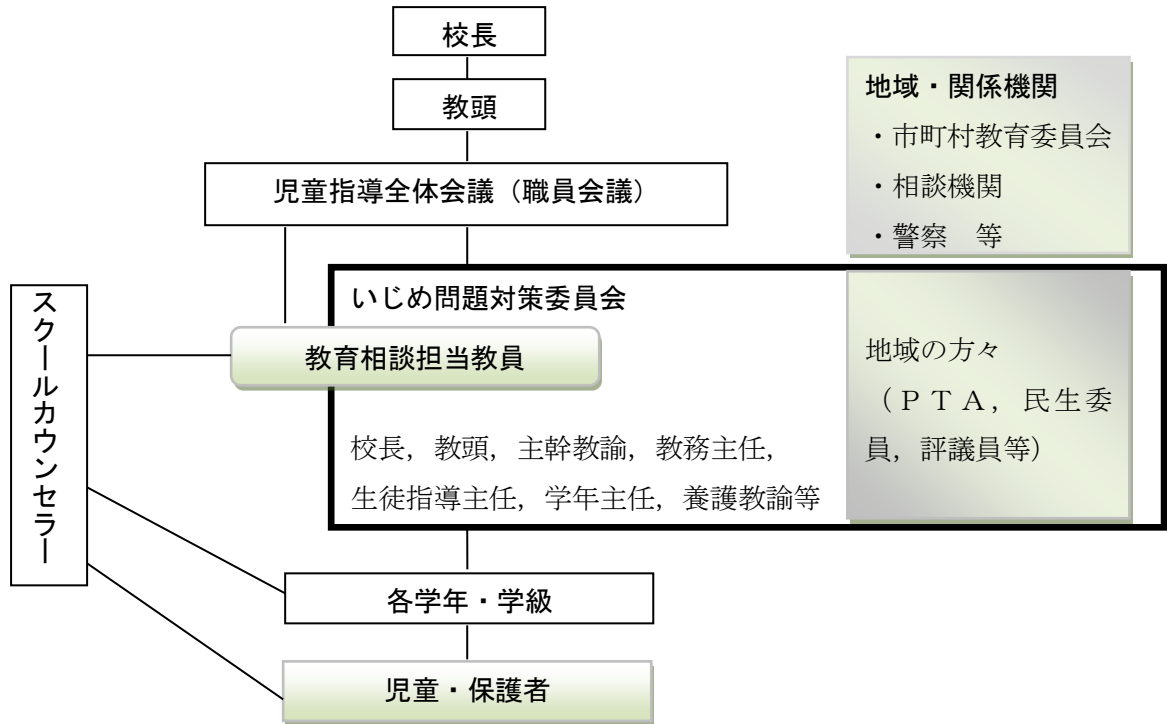 校長
教頭
児童指導全体会議（職員会議）
地域・関係機関
・市町村教育委員会
・相談機関
・警察　等
スクールカウンセラー
いじめ問題対策委員会
教育相談担当教員
校長，教頭，主幹教諭，教務主任，
生徒指導主任，学年主任，養護教諭等
地域の方々
（ＰＴＡ，民生委
員，評議員等）
各学年・学級
児童・保護者